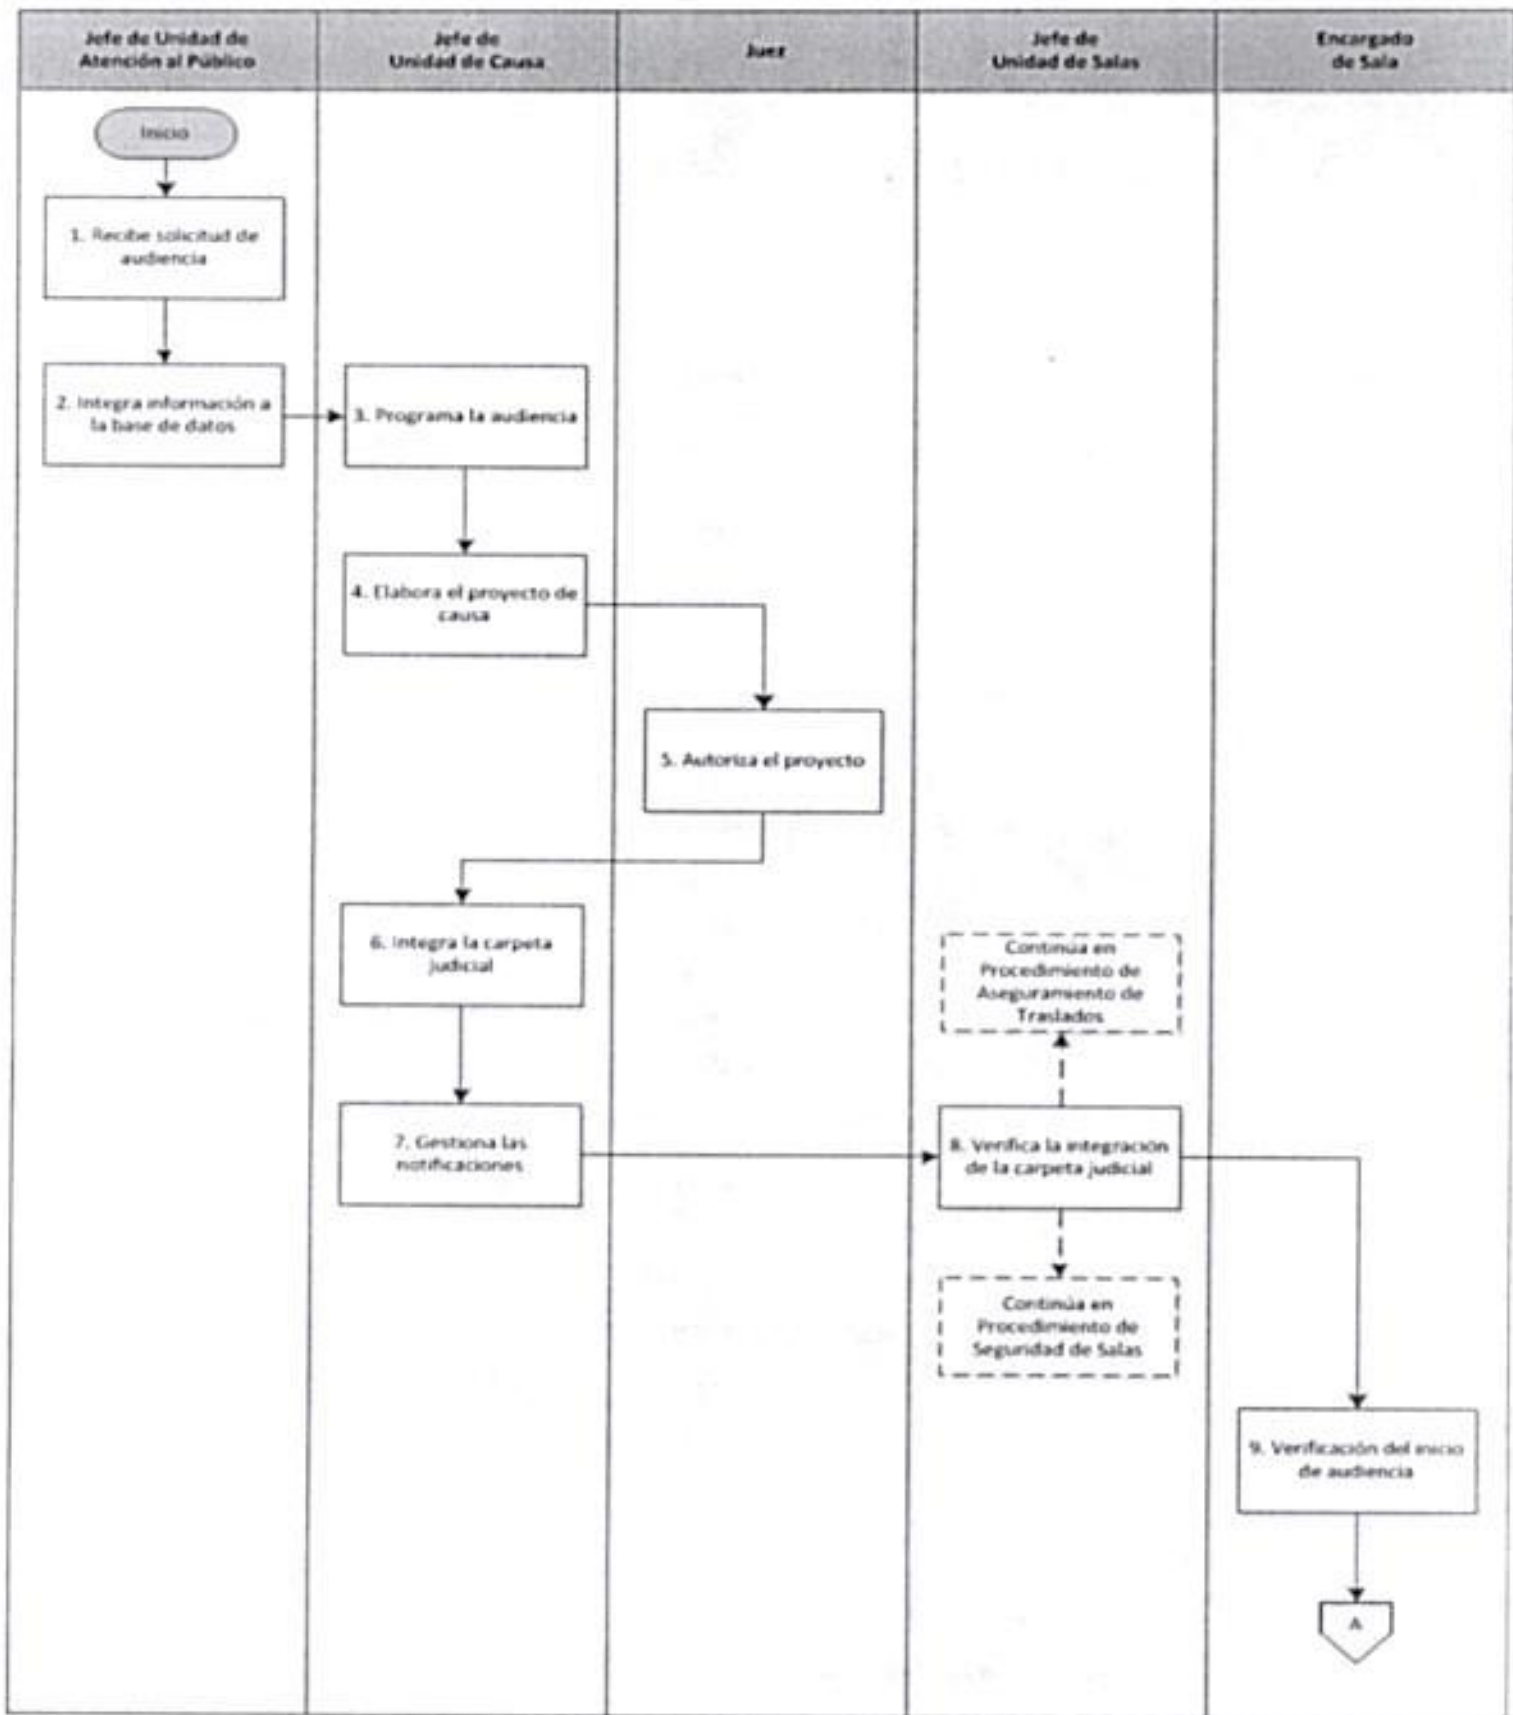 Jefe de Unidad de
Atención al Público
Jefe de
Unidad de Causa
Juez
Jefe de
Unidad de Salas
Encargado
de Sala
Inicio
1. Recibe solicitud de
audiencia
2. Integra información a
la base de datos
3. Programa la audiencia
4. Elabora el proyecto de
causa
5. Autoriza el proyecto
6. Integra la carpeta
judicial
Continúa en
Procedimiento de
Aseguramiento de
Traslados
7. Gestiona las
notificaciones
8. Verifica la integración
de la carpeta judicial
Continúa en
Procedimiento de
Seguridad de Salas
9. Verificación del inicio
de audiencia
A